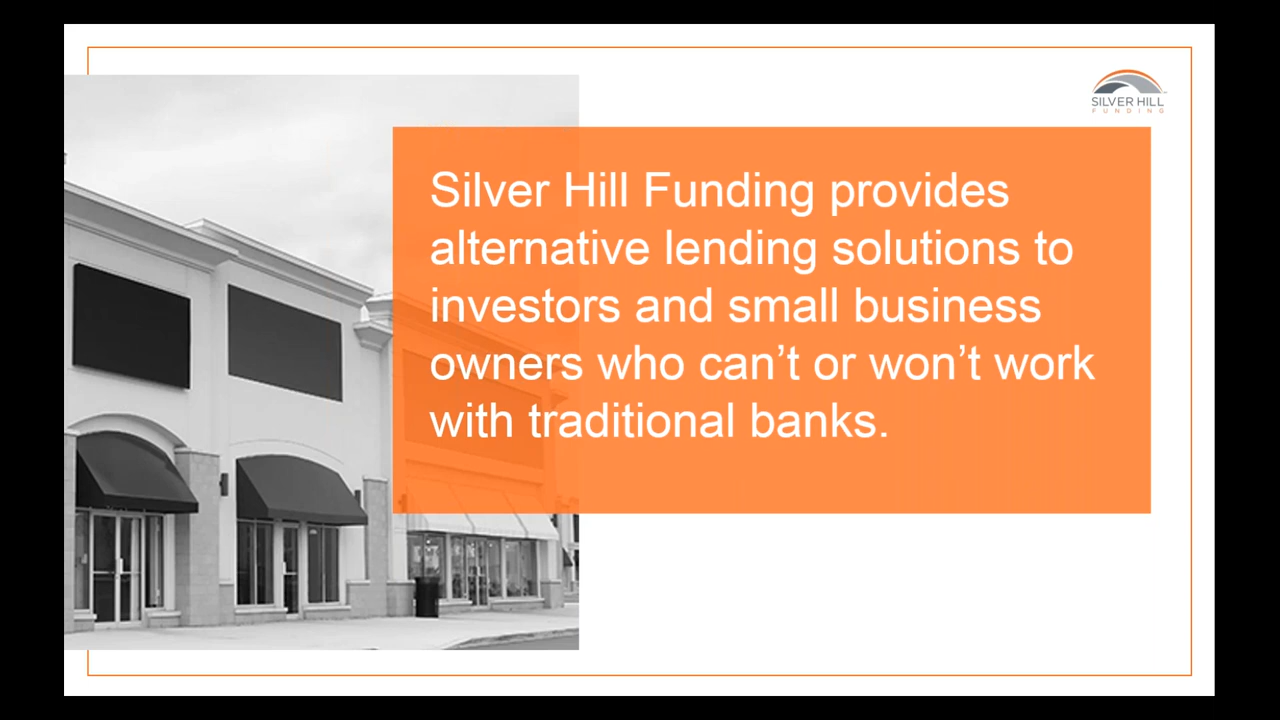 SILVER HILL
FUNDING
Silver Hill Funding provides
alternative lending solutions to
investors and small business
owners who can’t or won’t work
with traditional banks.